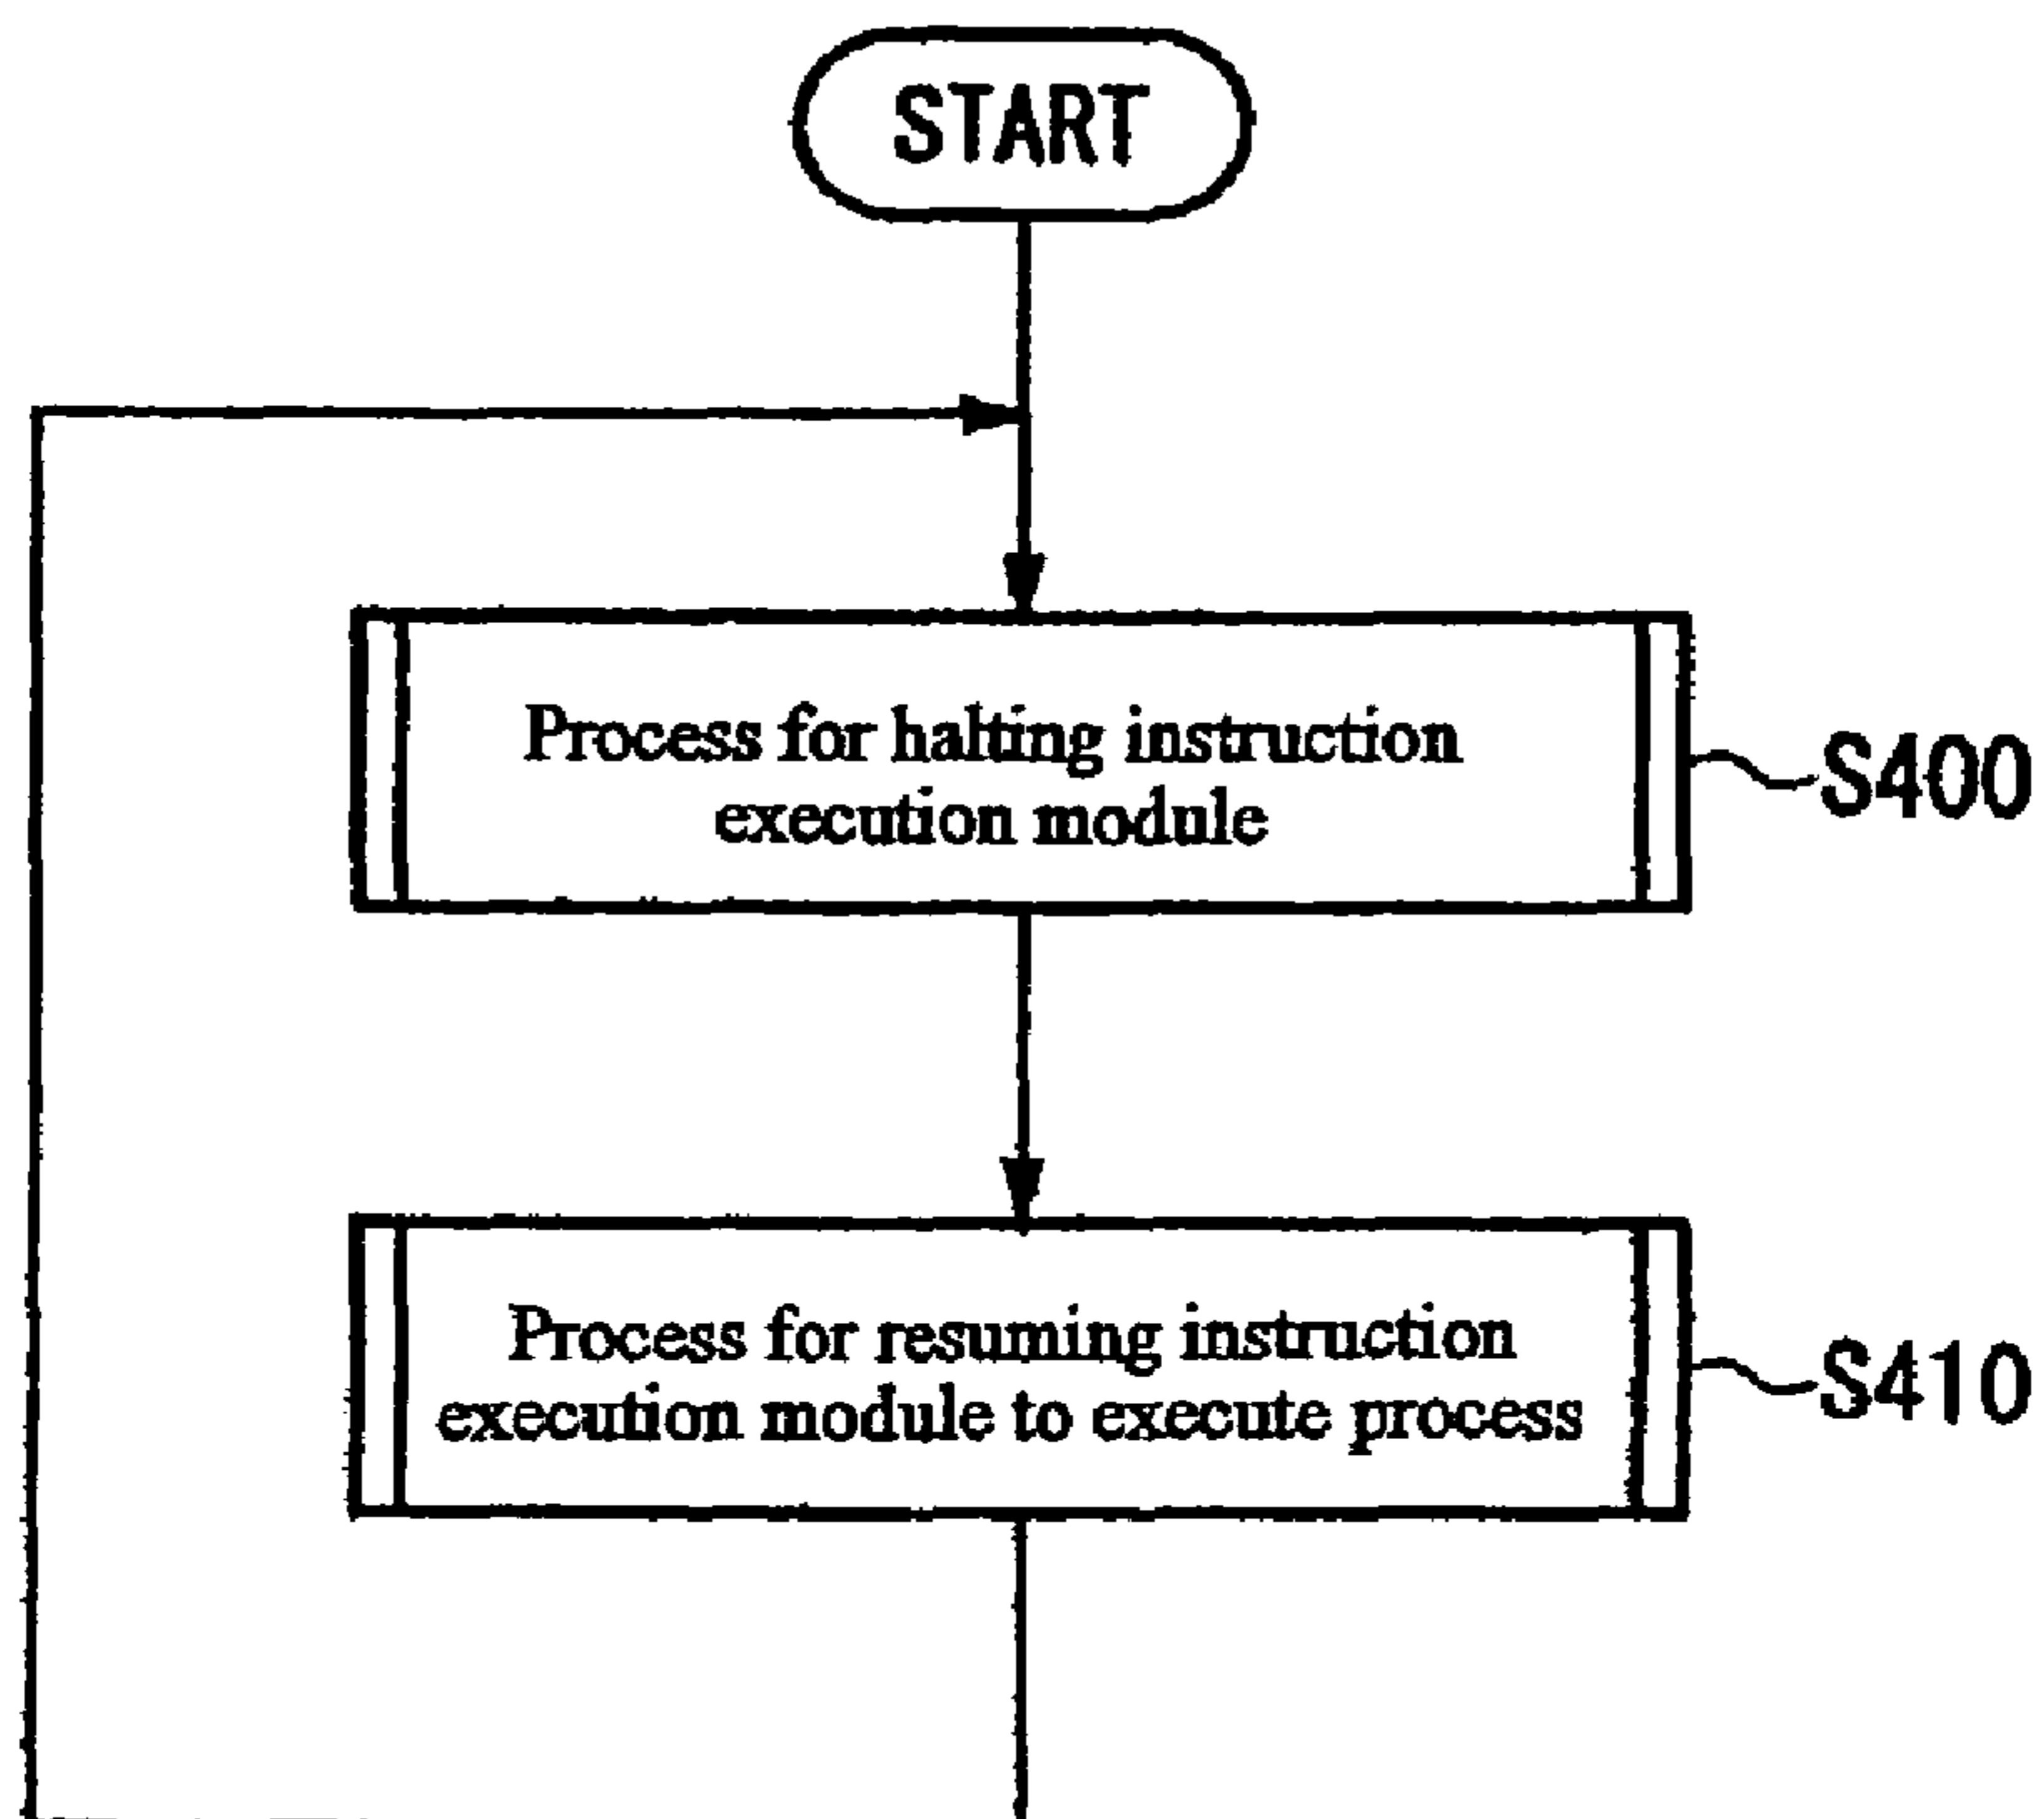 START
Process for halting instruction
execution module
S400
Process for resuming instruction
execution module to execute process
S410